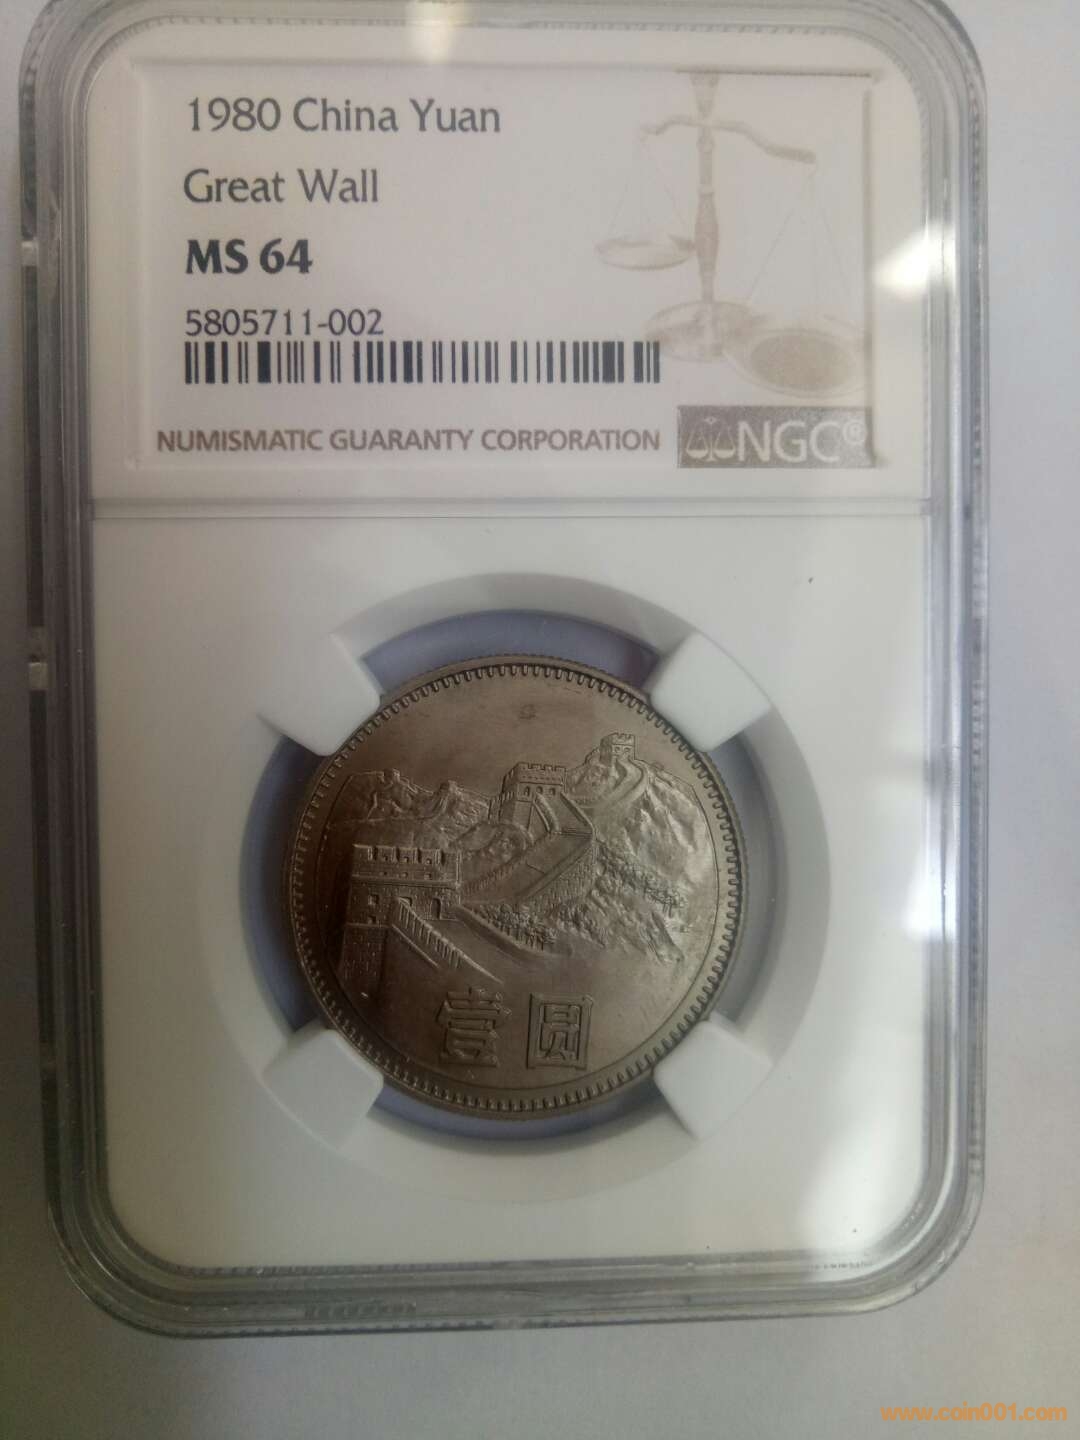 1980 China Yuan
Great Wall
MS 64
5805711-002
NUMISMATIC GUARANTY CORPORATION NGC®
壹圆
www.coin001.com